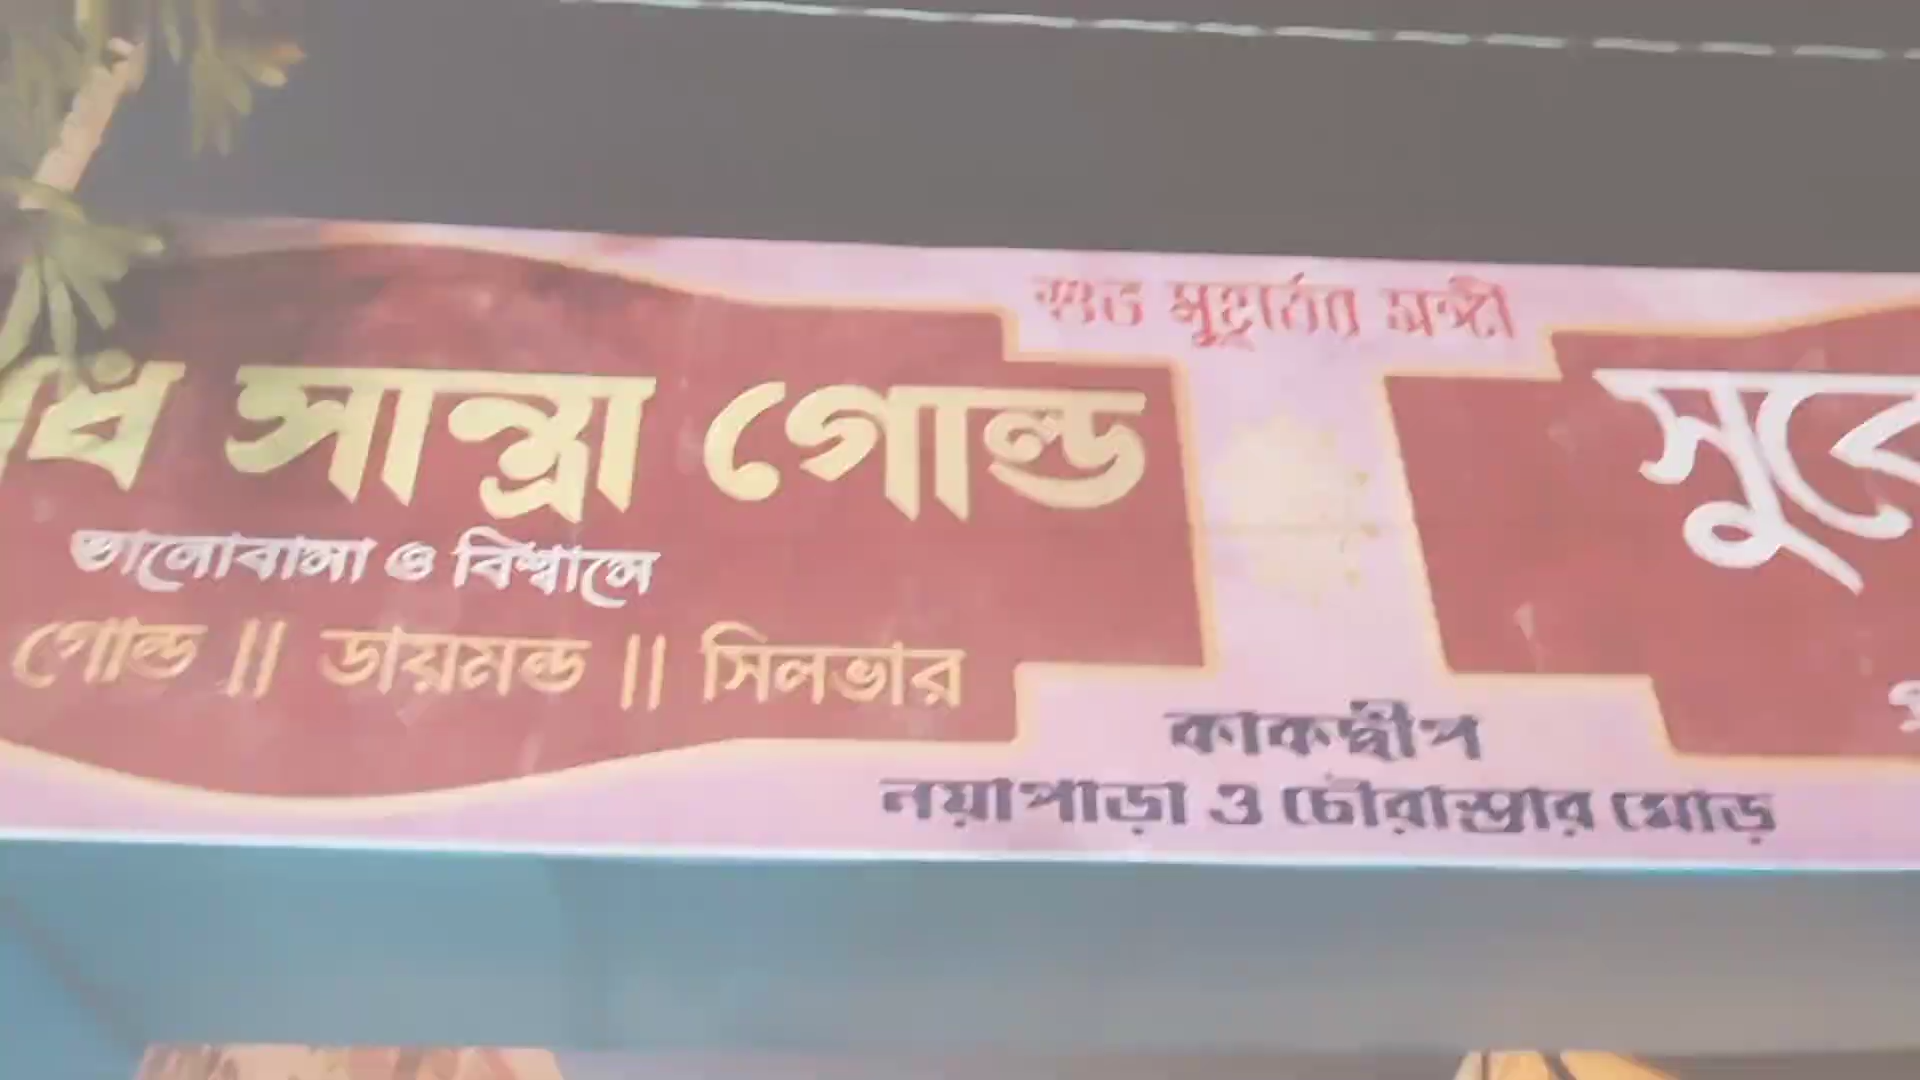 শুভ মুহূর্তের সঙ্গী
সান্ত্রা গোল্ড
ভালোবাসা ও বিশ্বাসে
গোল্ড || ডায়মন্ড || সিলভার
কাকদ্বীপ
নয়াপাড়া ও চৌরাস্তার মোড়